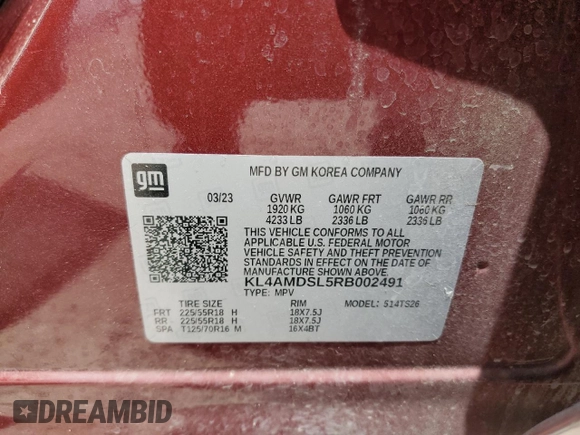 gm
MFD BY GM KOREA COMPANY
03/23 GVWR GAWR FRT GAWR RR
1920 KG 1060 KG 1060 KG
4233 LB 2336 LB 2336 LB
THIS VEHICLE CONFORMS TO ALL
APPLICABLE U.S. FEDERAL MOTOR
VEHICLE SAFETY AND THEFT PREVENTION
STANDARDS IN EFFECT ON THE DATE OF
MANUFACTURE SHOWN ABOVE.
KL4AMDSL5RB002491
TYPE: MPV MODEL: 514TS26
TIRE SIZE RIM
FRT 225/55R18 H 18X7.5J
RR 225/55R18 H 18X7.5J
SPA T125/70R16 M 16X4BT
DREAMBID